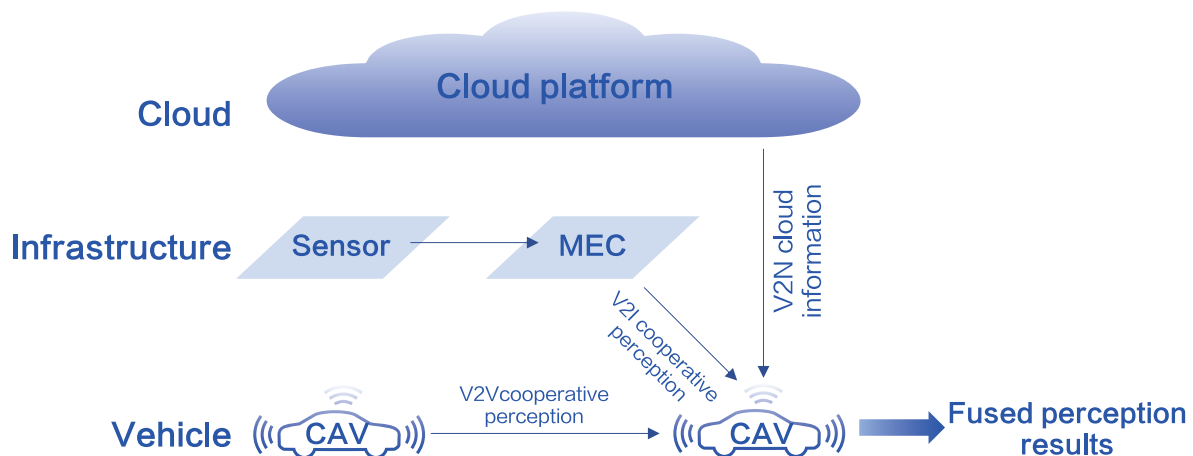 Cloud platform
Cloud
V2N cloud
information
Infrastructure
Sensor
MEC
V2I cooperative
perception
V2Vcooperative
perception
Vehicle
CAV
CAV
Fused perception
results